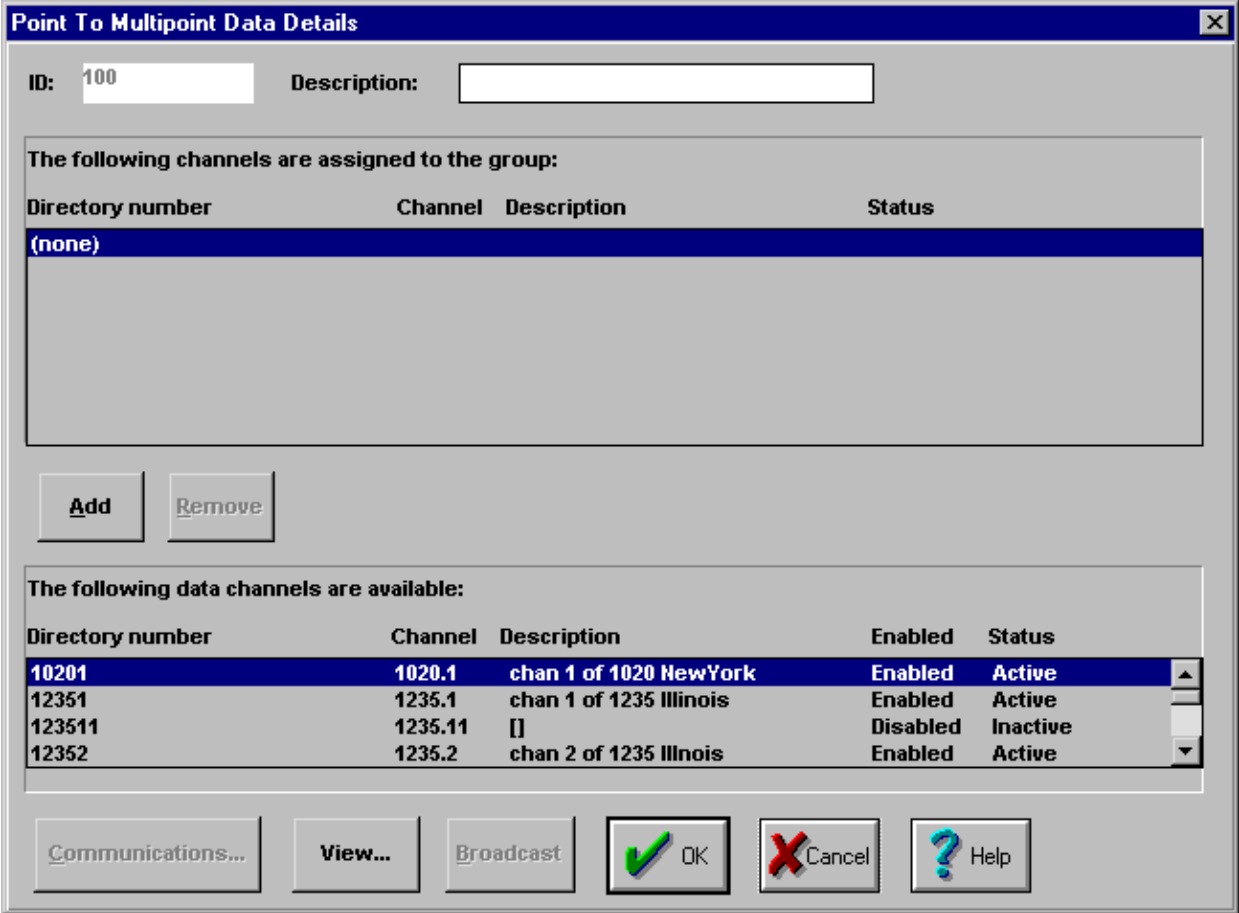 Point To Multipoint Data Details
ID: 100 Description:
The following channels are assigned to the group:
Directory number Channel Description Status
(none)
Add Remove
The following data channels are available:
Directory number Channel Description Enabled Status
10201 1020.1 chan 1 of 1020 NewYork Enabled Active
12351 1235.1 chan 1 of 1235 Illinois Enabled Active
123511 1235.11 [] Disabled Inactive
12352 1235.2 chan 2 of 1235 Illnois Enabled Active
Communications... View... Broadcast OK Cancel Help